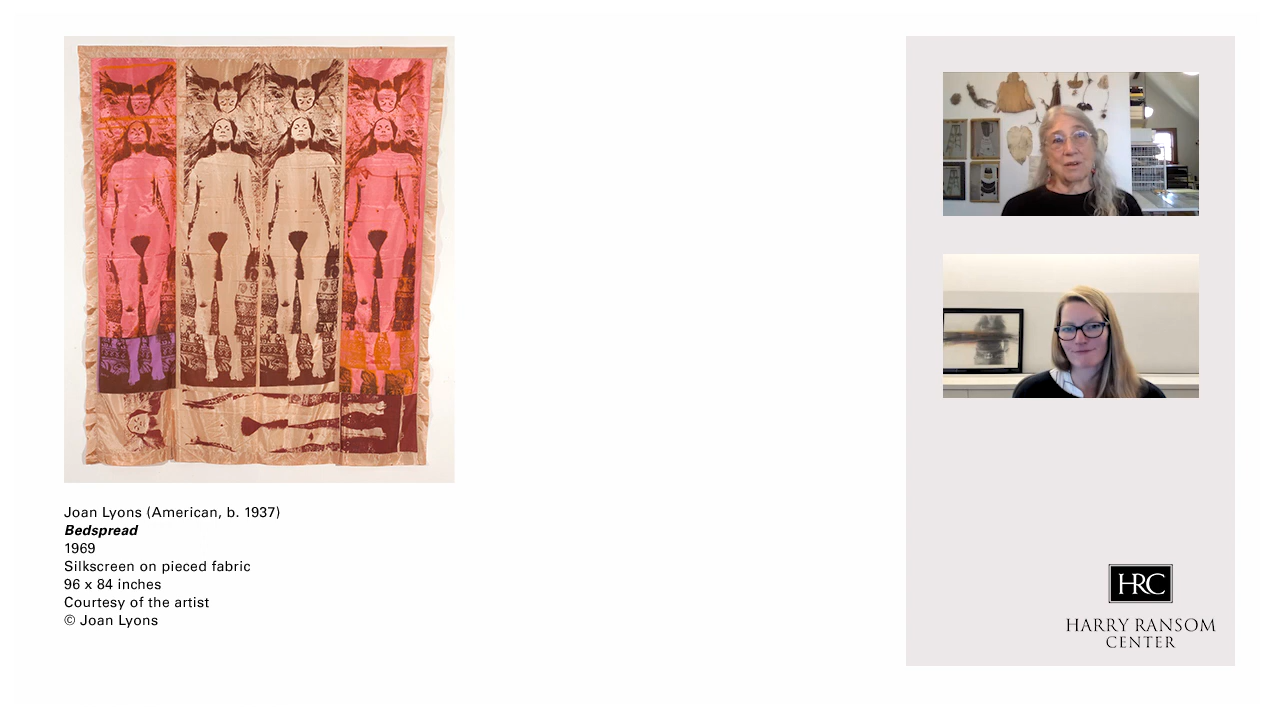 Joan Lyons (American, b. 1937)
Bedspread
1969
Silkscreen on pieced fabric
96 x 84 inches
Courtesy of the artist
© Joan Lyons
HRC
HARRY RANSOM
CENTER